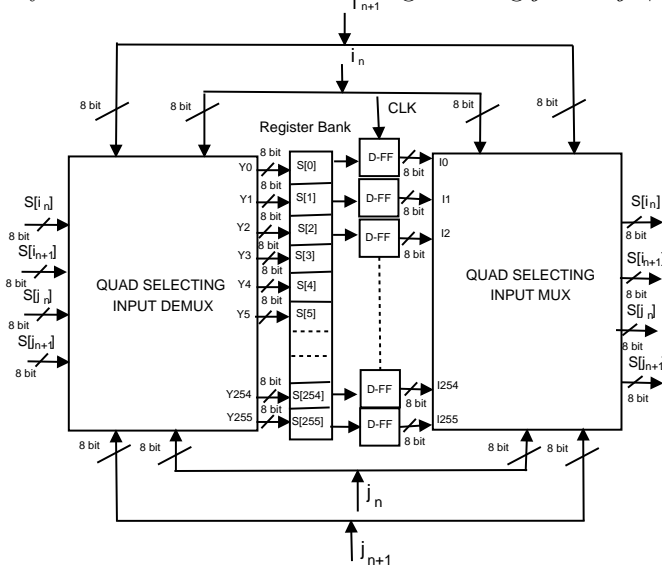 i n+1
i n
8 bit
8 bit
8 bit
8 bit
CLK
Register Bank
8 bit
Y0
S[0]
D-FF
8 bit
I0
8 bit
Y1
S[1]
D-FF
8 bit
I1
8 bit
Y2
S[2]
D-FF
8 bit
I2
8 bit
Y3
S[3]
8 bit
Y4
S[4]
8 bit
Y5
S[5]
8 bit
Y254
S[254]
D-FF
8 bit
I254
8 bit
Y255
S[255]
D-FF
8 bit
I255
S[i n]
8 bit
S[i n+1]
8 bit
S[j n]
8 bit
S[j n+1]
8 bit
QUAD SELECTING
INPUT DEMUX
QUAD SELECTING
INPUT MUX
S[i n]
8 bit
S[i n+1]
8 bit
S[j n]
8 bit
S[j n+1]
8 bit
8 bit
8 bit
8 bit
8 bit
j n
j n+1